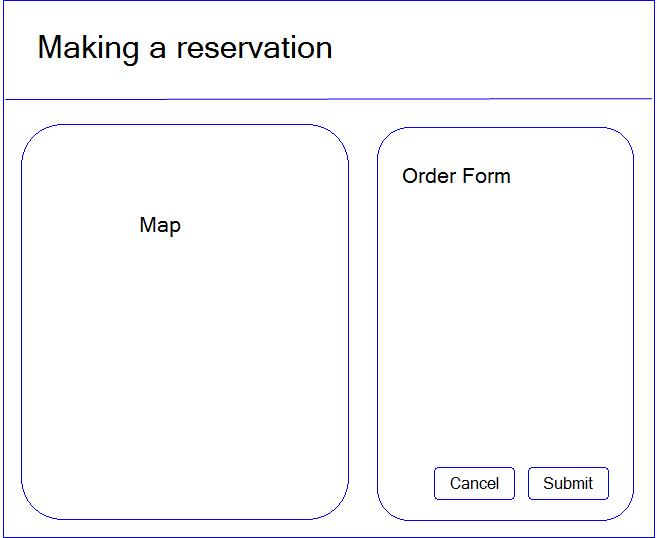 Making a reservation
Map
Order Form
Cancel
Submit